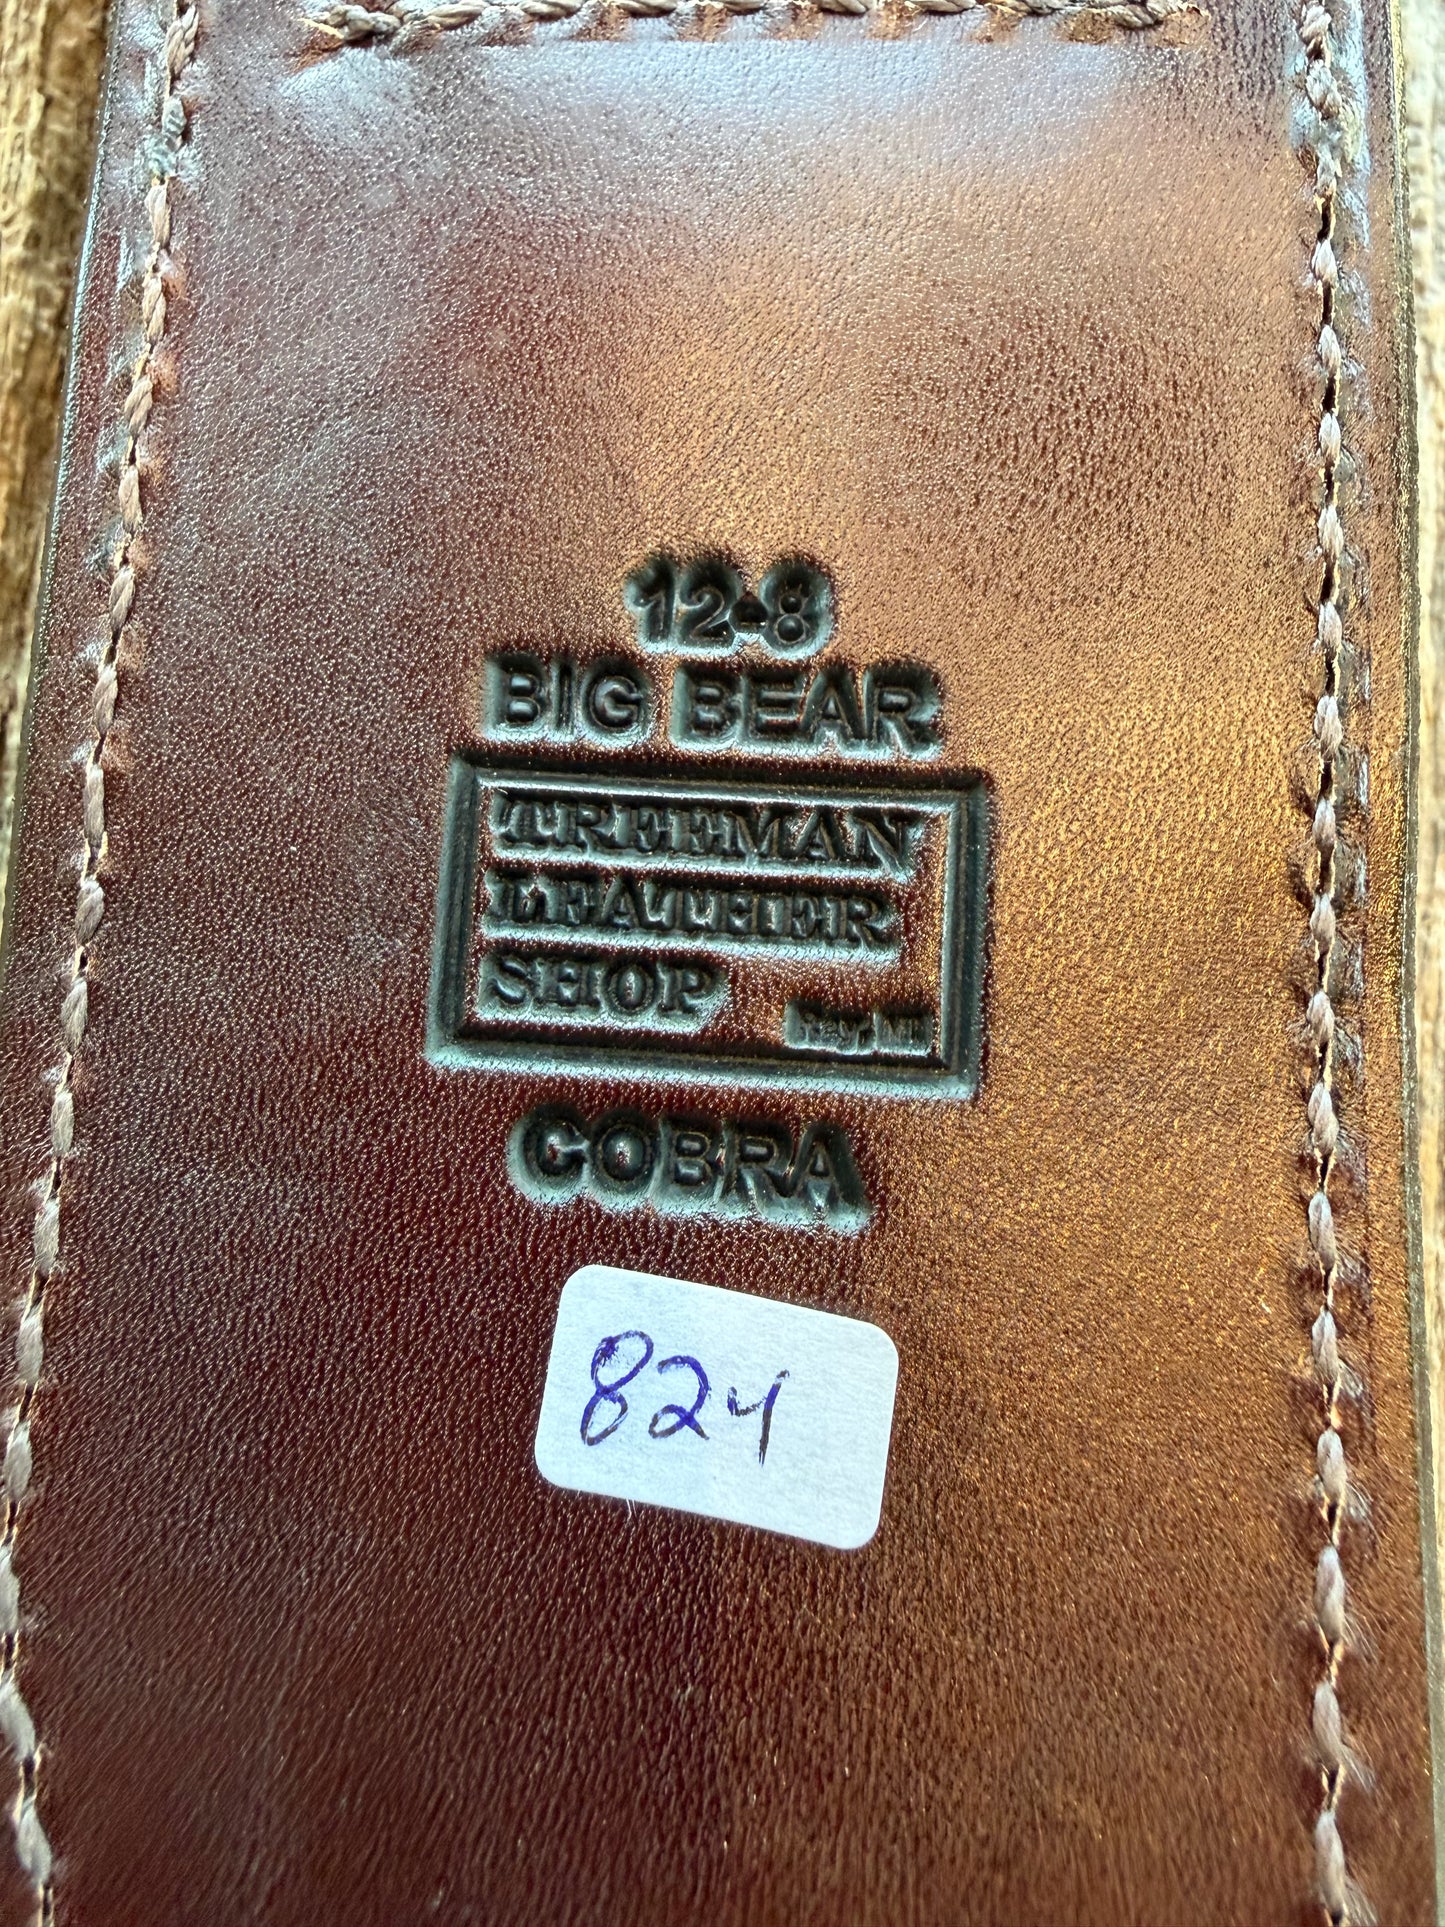 12-8
BIG BEAR
TREEMAN
LEATHER
SHOP
COBRA
824